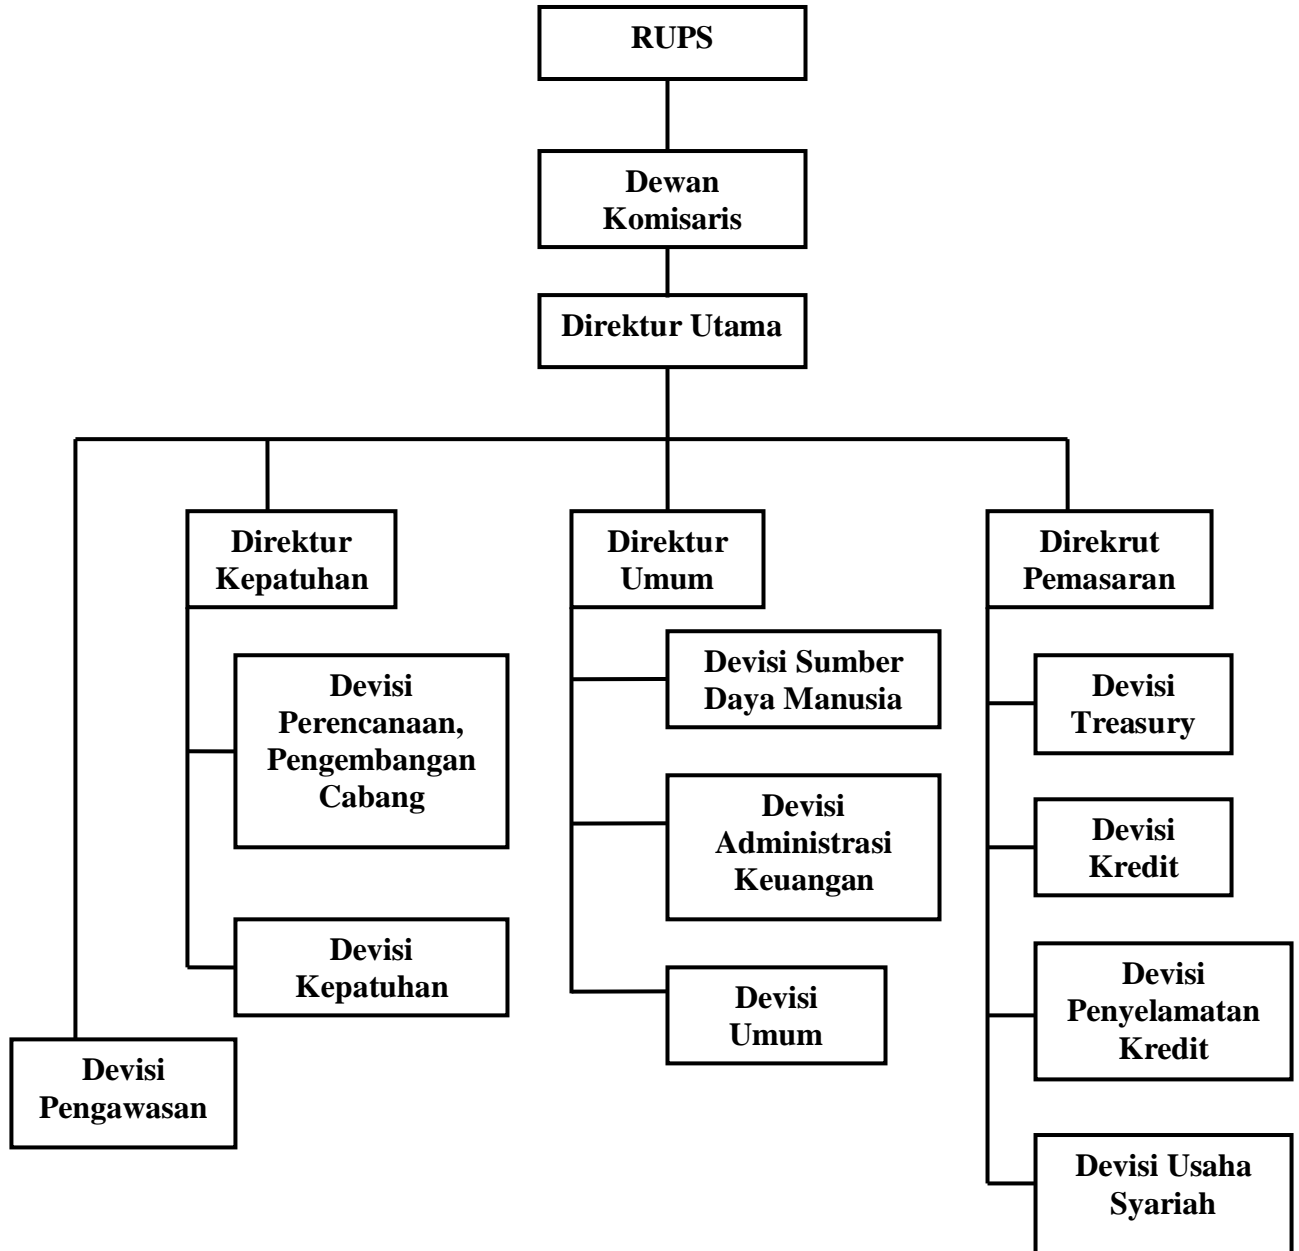 RUPS
Dewan
Komisaris
Direktur Utama
Direktur
Kepatuhan
Direktur
Umum
Direkrut
Pemasaran
Devisi
Perencanaan,
Pengembangan
Cabang
Devisi
Kepatuhan
Devisi
Pengawasan
Devisi Sumber
Daya Manusia
Devisi
Administrasi
Keuangan
Devisi
Umum
Devisi
Treasury
Devisi
Kredit
Devisi
Penyelamatan
Kredit
Devisi Usaha
Syariah